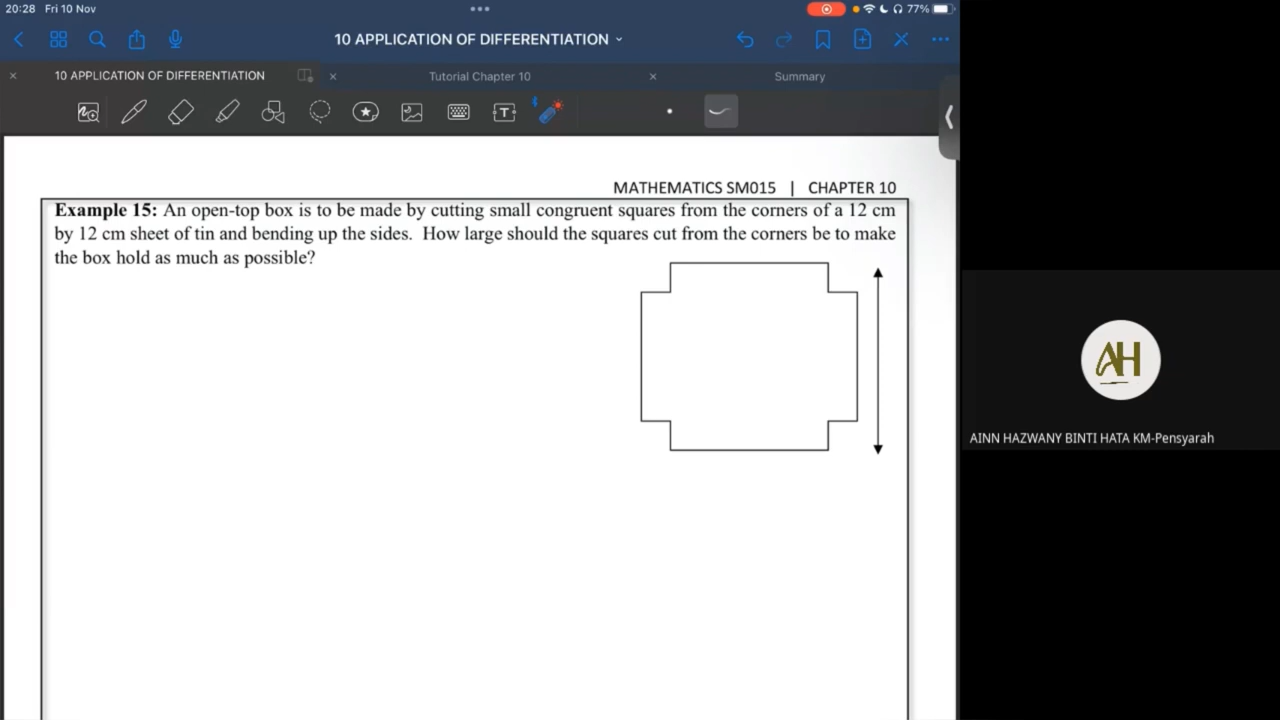 20:28 Fri 10 Nov
77%
10 APPLICATION OF DIFFERENTIATION
10 APPLICATION OF DIFFERENTIATION
Tutorial Chapter 10
Summary
T
MATHEMATICS SM015 | CHAPTER 10
Example 15: An open-top box is to be made by cutting small congruent squares from the corners of a 12 cm
by 12 cm sheet of tin and bending up the sides. How large should the squares cut from the corners be to make
the box hold as much as possible?
AH
AINN HAZWANY BINTI HATA KM-Pensyarah